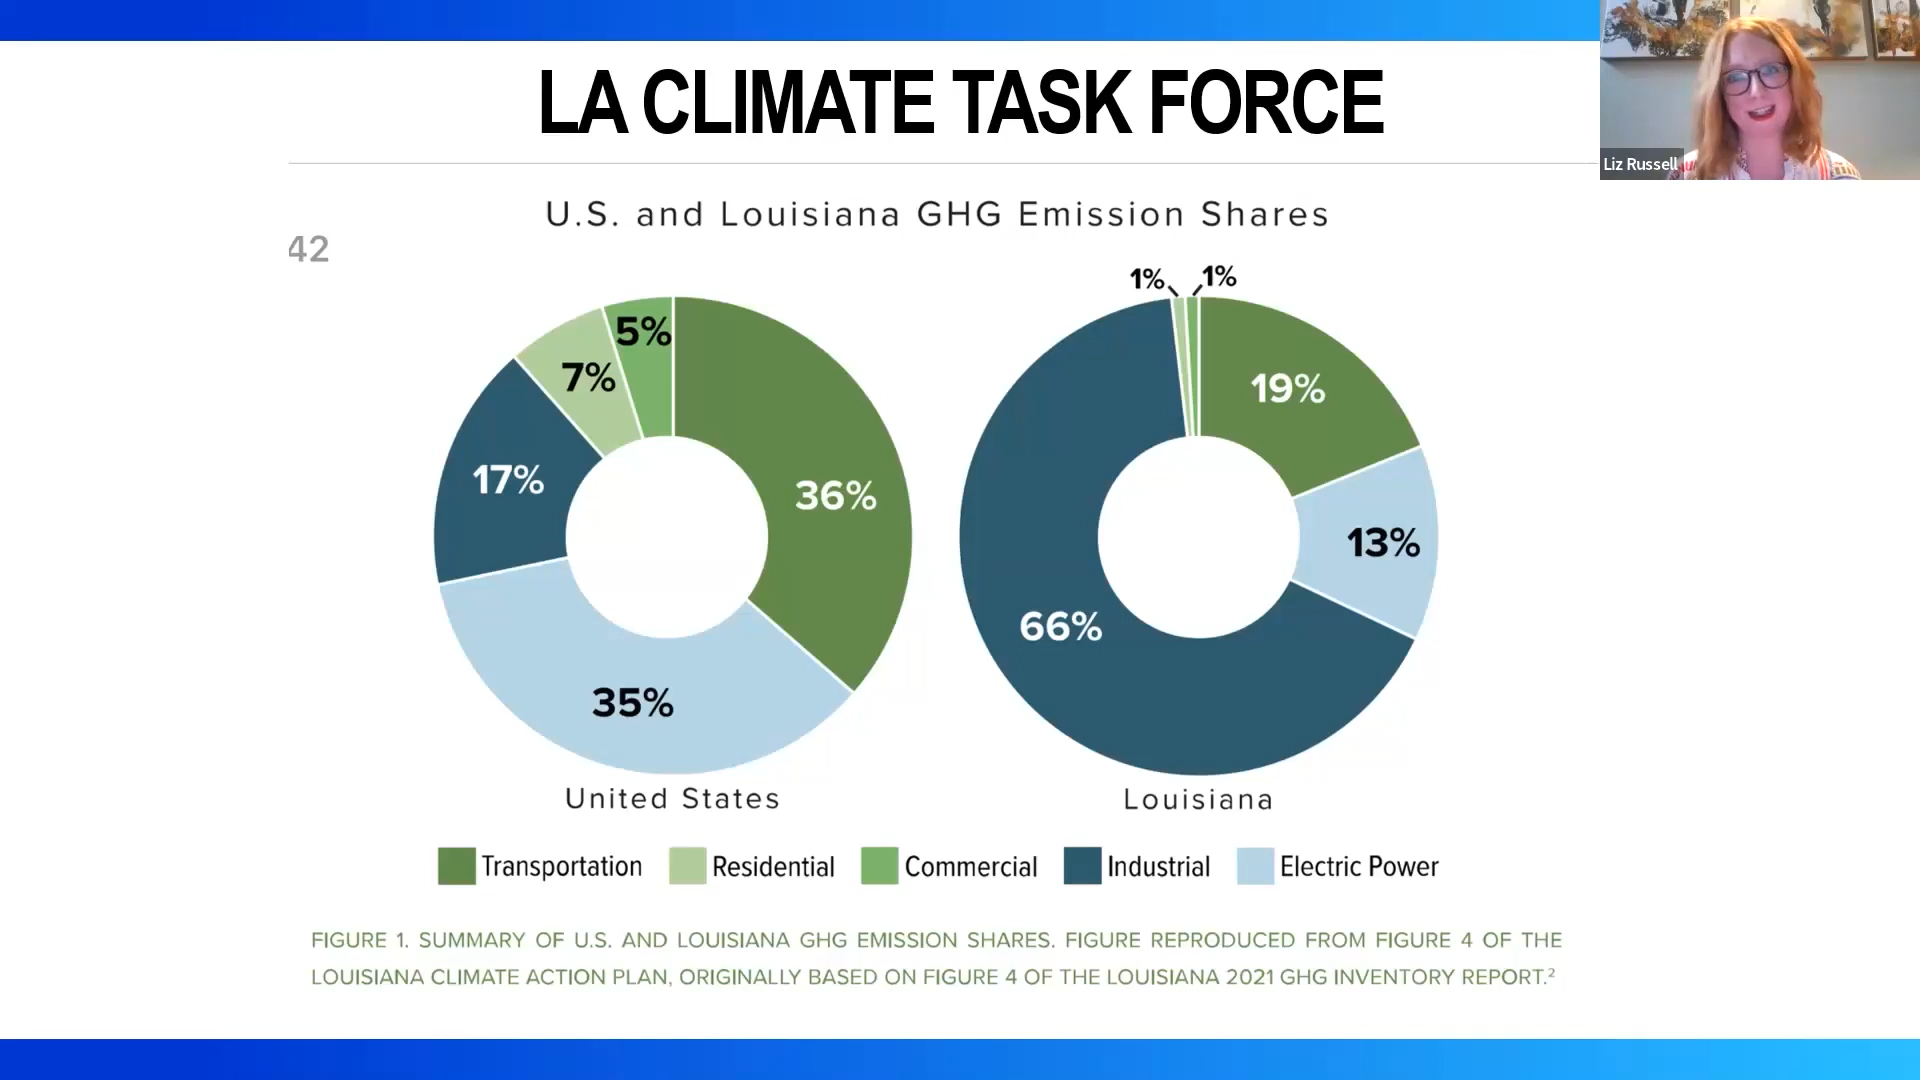 LA CLIMATE TASK FORCE
Liz Russell
U.S. and Louisiana GHG Emission Shares
42
1%
1%
5%
7%
17%
36%
35%
19%
13%
66%
United States
Louisiana
Transportation
Residential
Commercial
Industrial
Electric Power
FIGURE 1. SUMMARY OF U.S. AND LOUISIANA GHG EMISSION SHARES. FIGURE REPRODUCED FROM FIGURE 4 OF THE
LOUISIANA CLIMATE ACTION PLAN, ORIGINALLY BASED ON FIGURE 4 OF THE LOUISIANA 2021 GHG INVENTORY REPORT.²